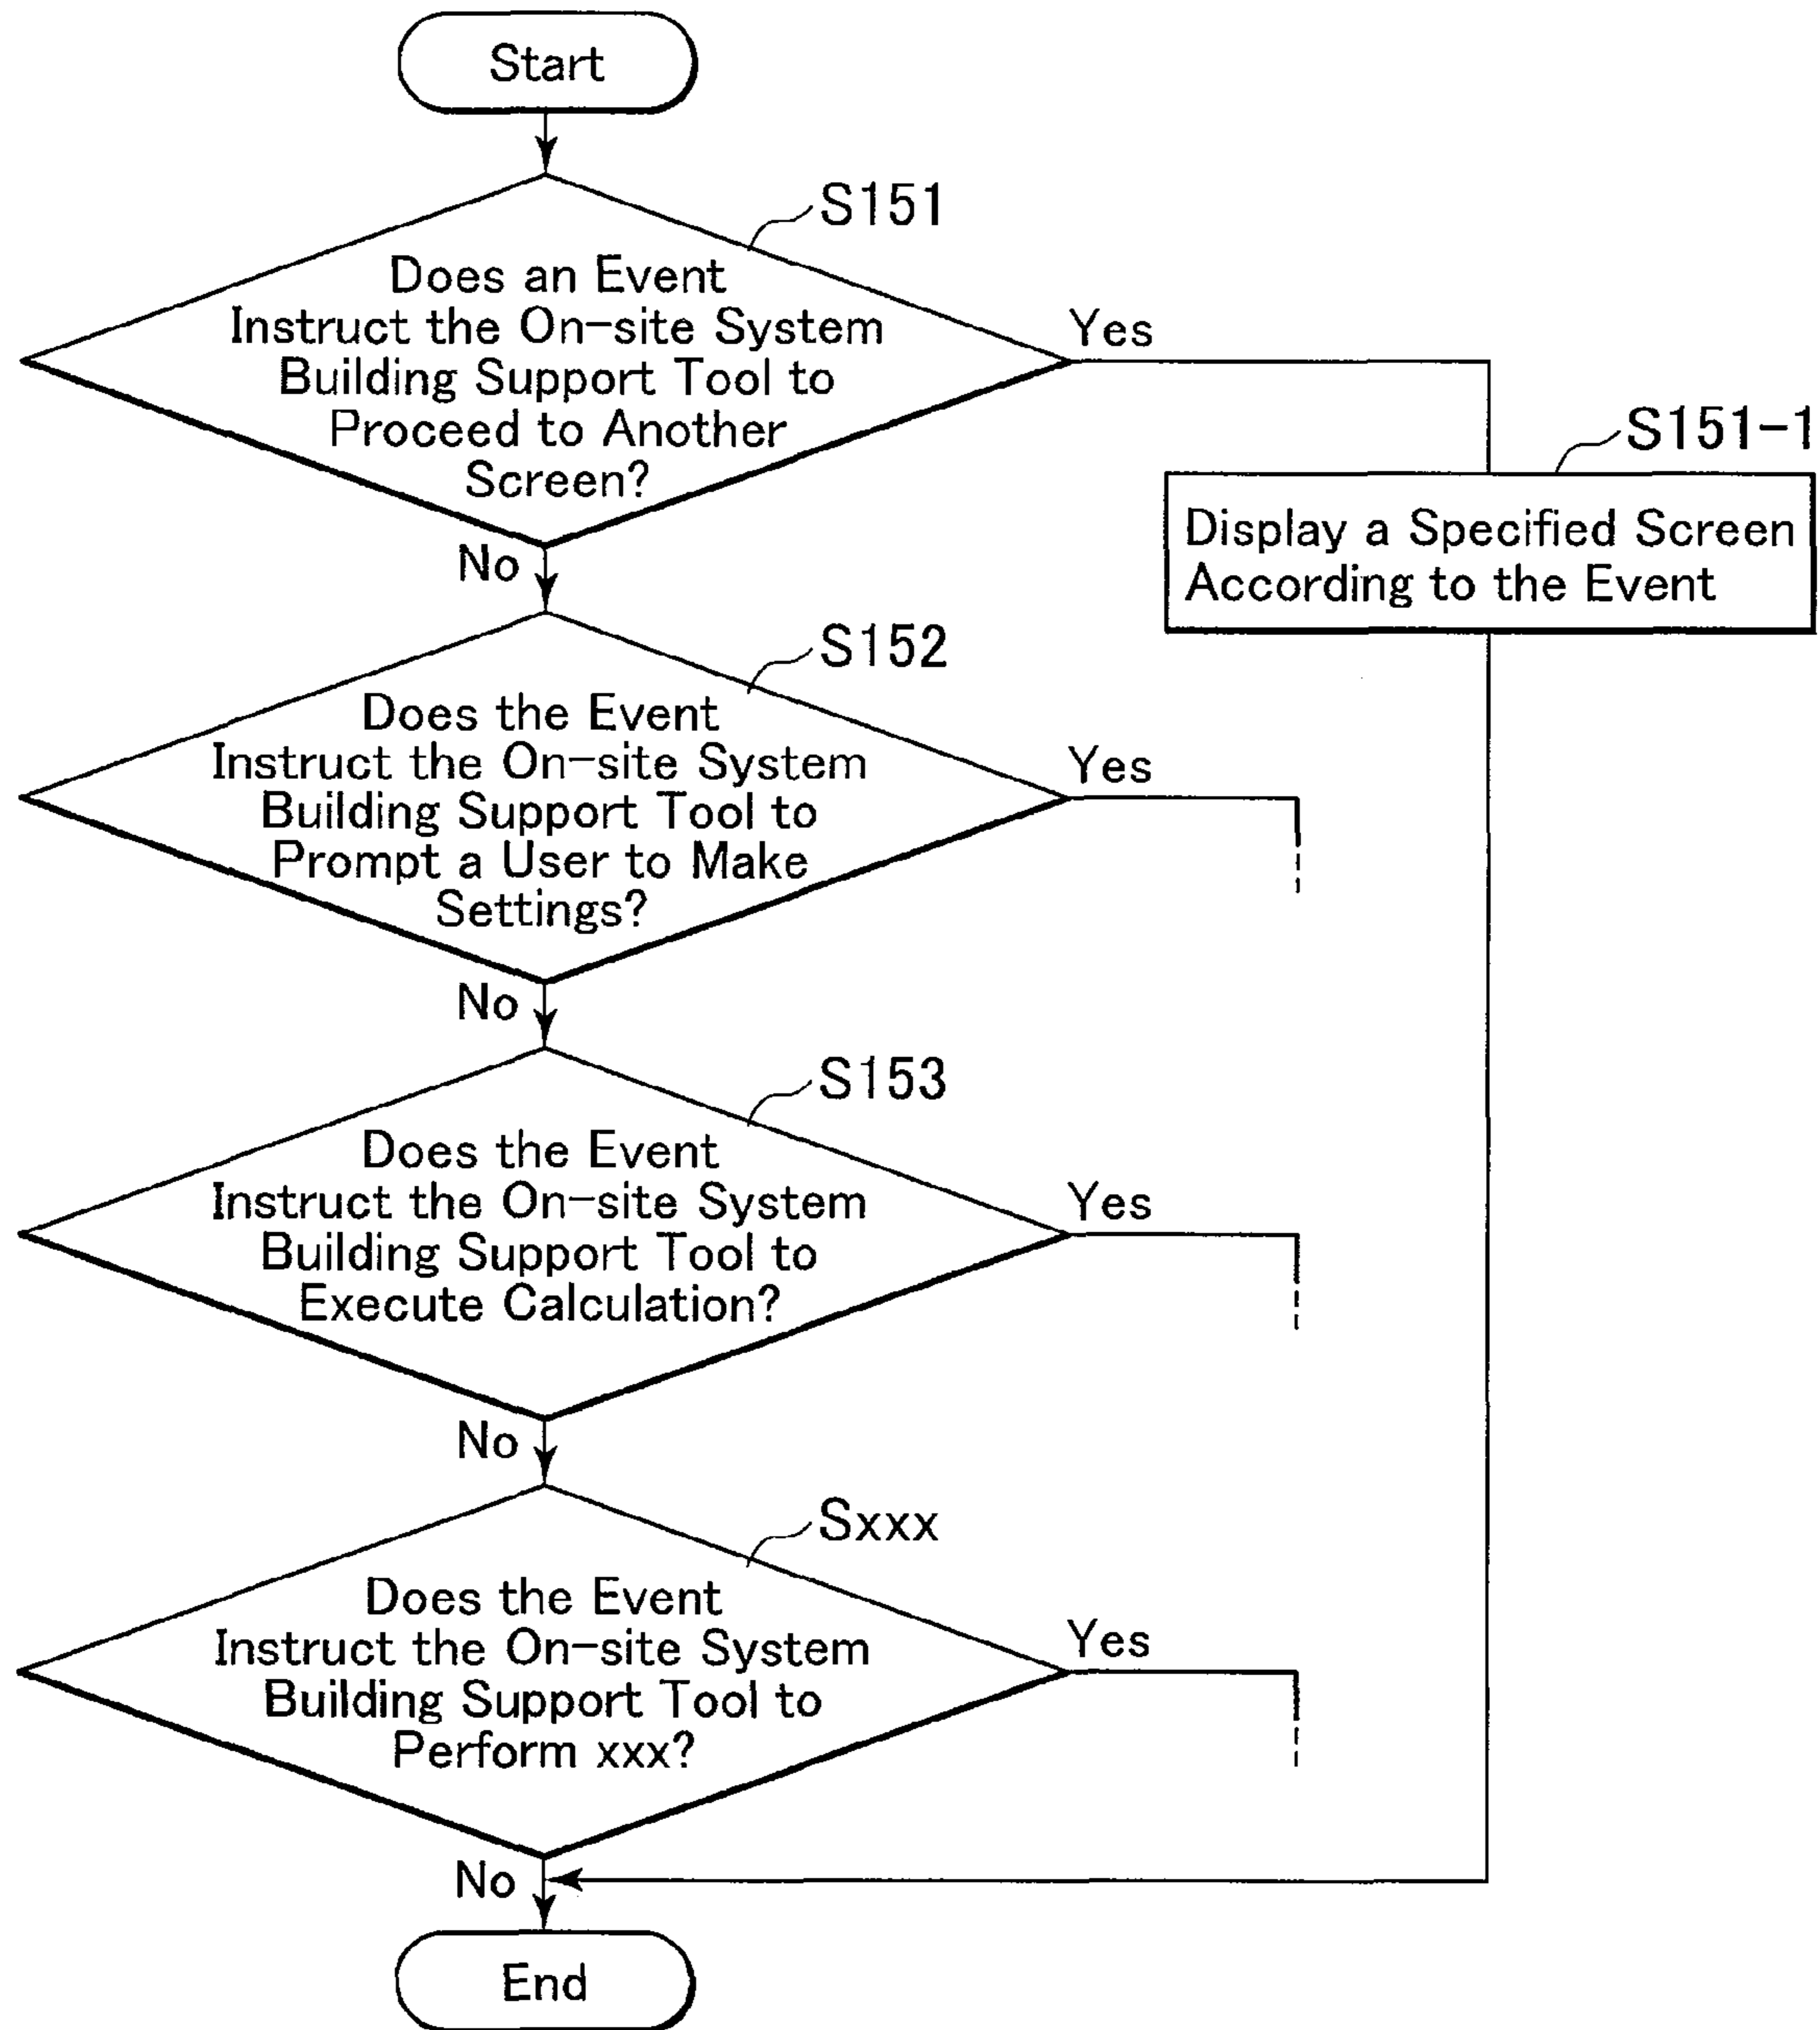 Start
S151
Does an Event
Instruct the On-site System
Building Support Tool to
Proceed to Another
Screen?
Yes
S151-1
Display a Specified Screen
According to the Event
No
S152
Does the Event
Instruct the On-site System
Building Support Tool to
Prompt a User to Make
Settings?
Yes
No
S153
Does the Event
Instruct the On-site System
Building Support Tool to
Execute Calculation?
Yes
No
Sxxx
Does the Event
Instruct the On-site System
Building Support Tool to
Perform xxx?
Yes
No
End